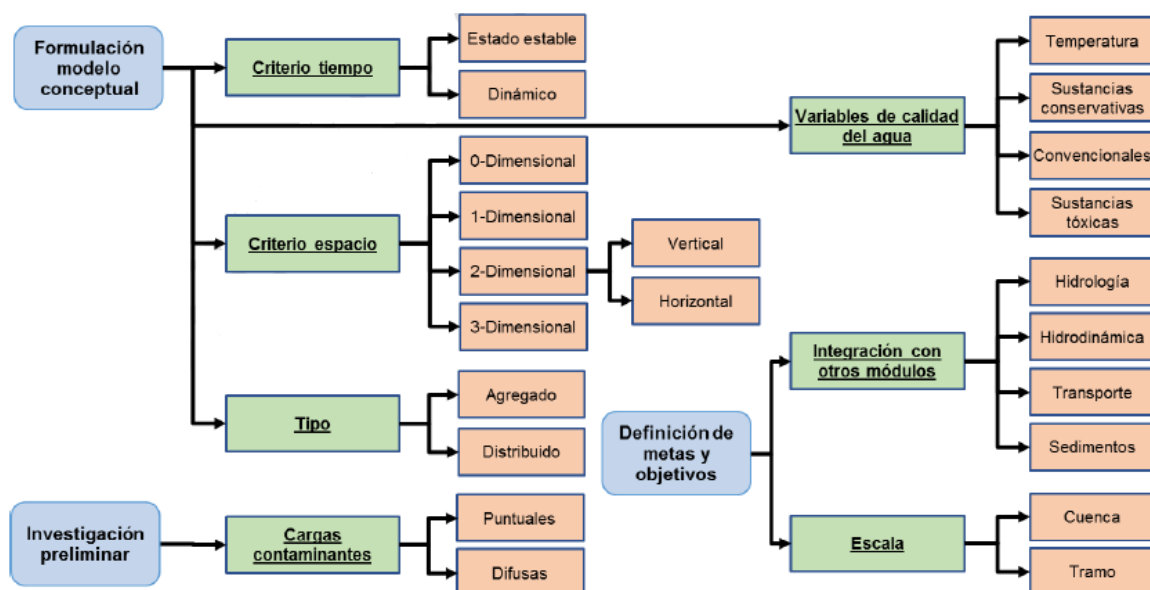 Formulación
modelo
conceptual
Criterio tiempo
Estado estable
Dinámico
Variables de calidad
del agua
Temperatura
Sustancias
conservativas
Convencionales
Sustancias
tóxicas
Criterio espacio
0-Dimensional
1-Dimensional
2-Dimensional
3-Dimensional
Vertical
Horizontal
Tipo
Agregado
Distribuido
Definición de
metas y
objetivos
Integración con
otros módulos
Hidrología
Hidrodinámica
Transporte
Sedimentos
Escala
Cuenca
Tramo
Investigación
preliminar
Cargas
contaminantes
Puntuales
Difusas